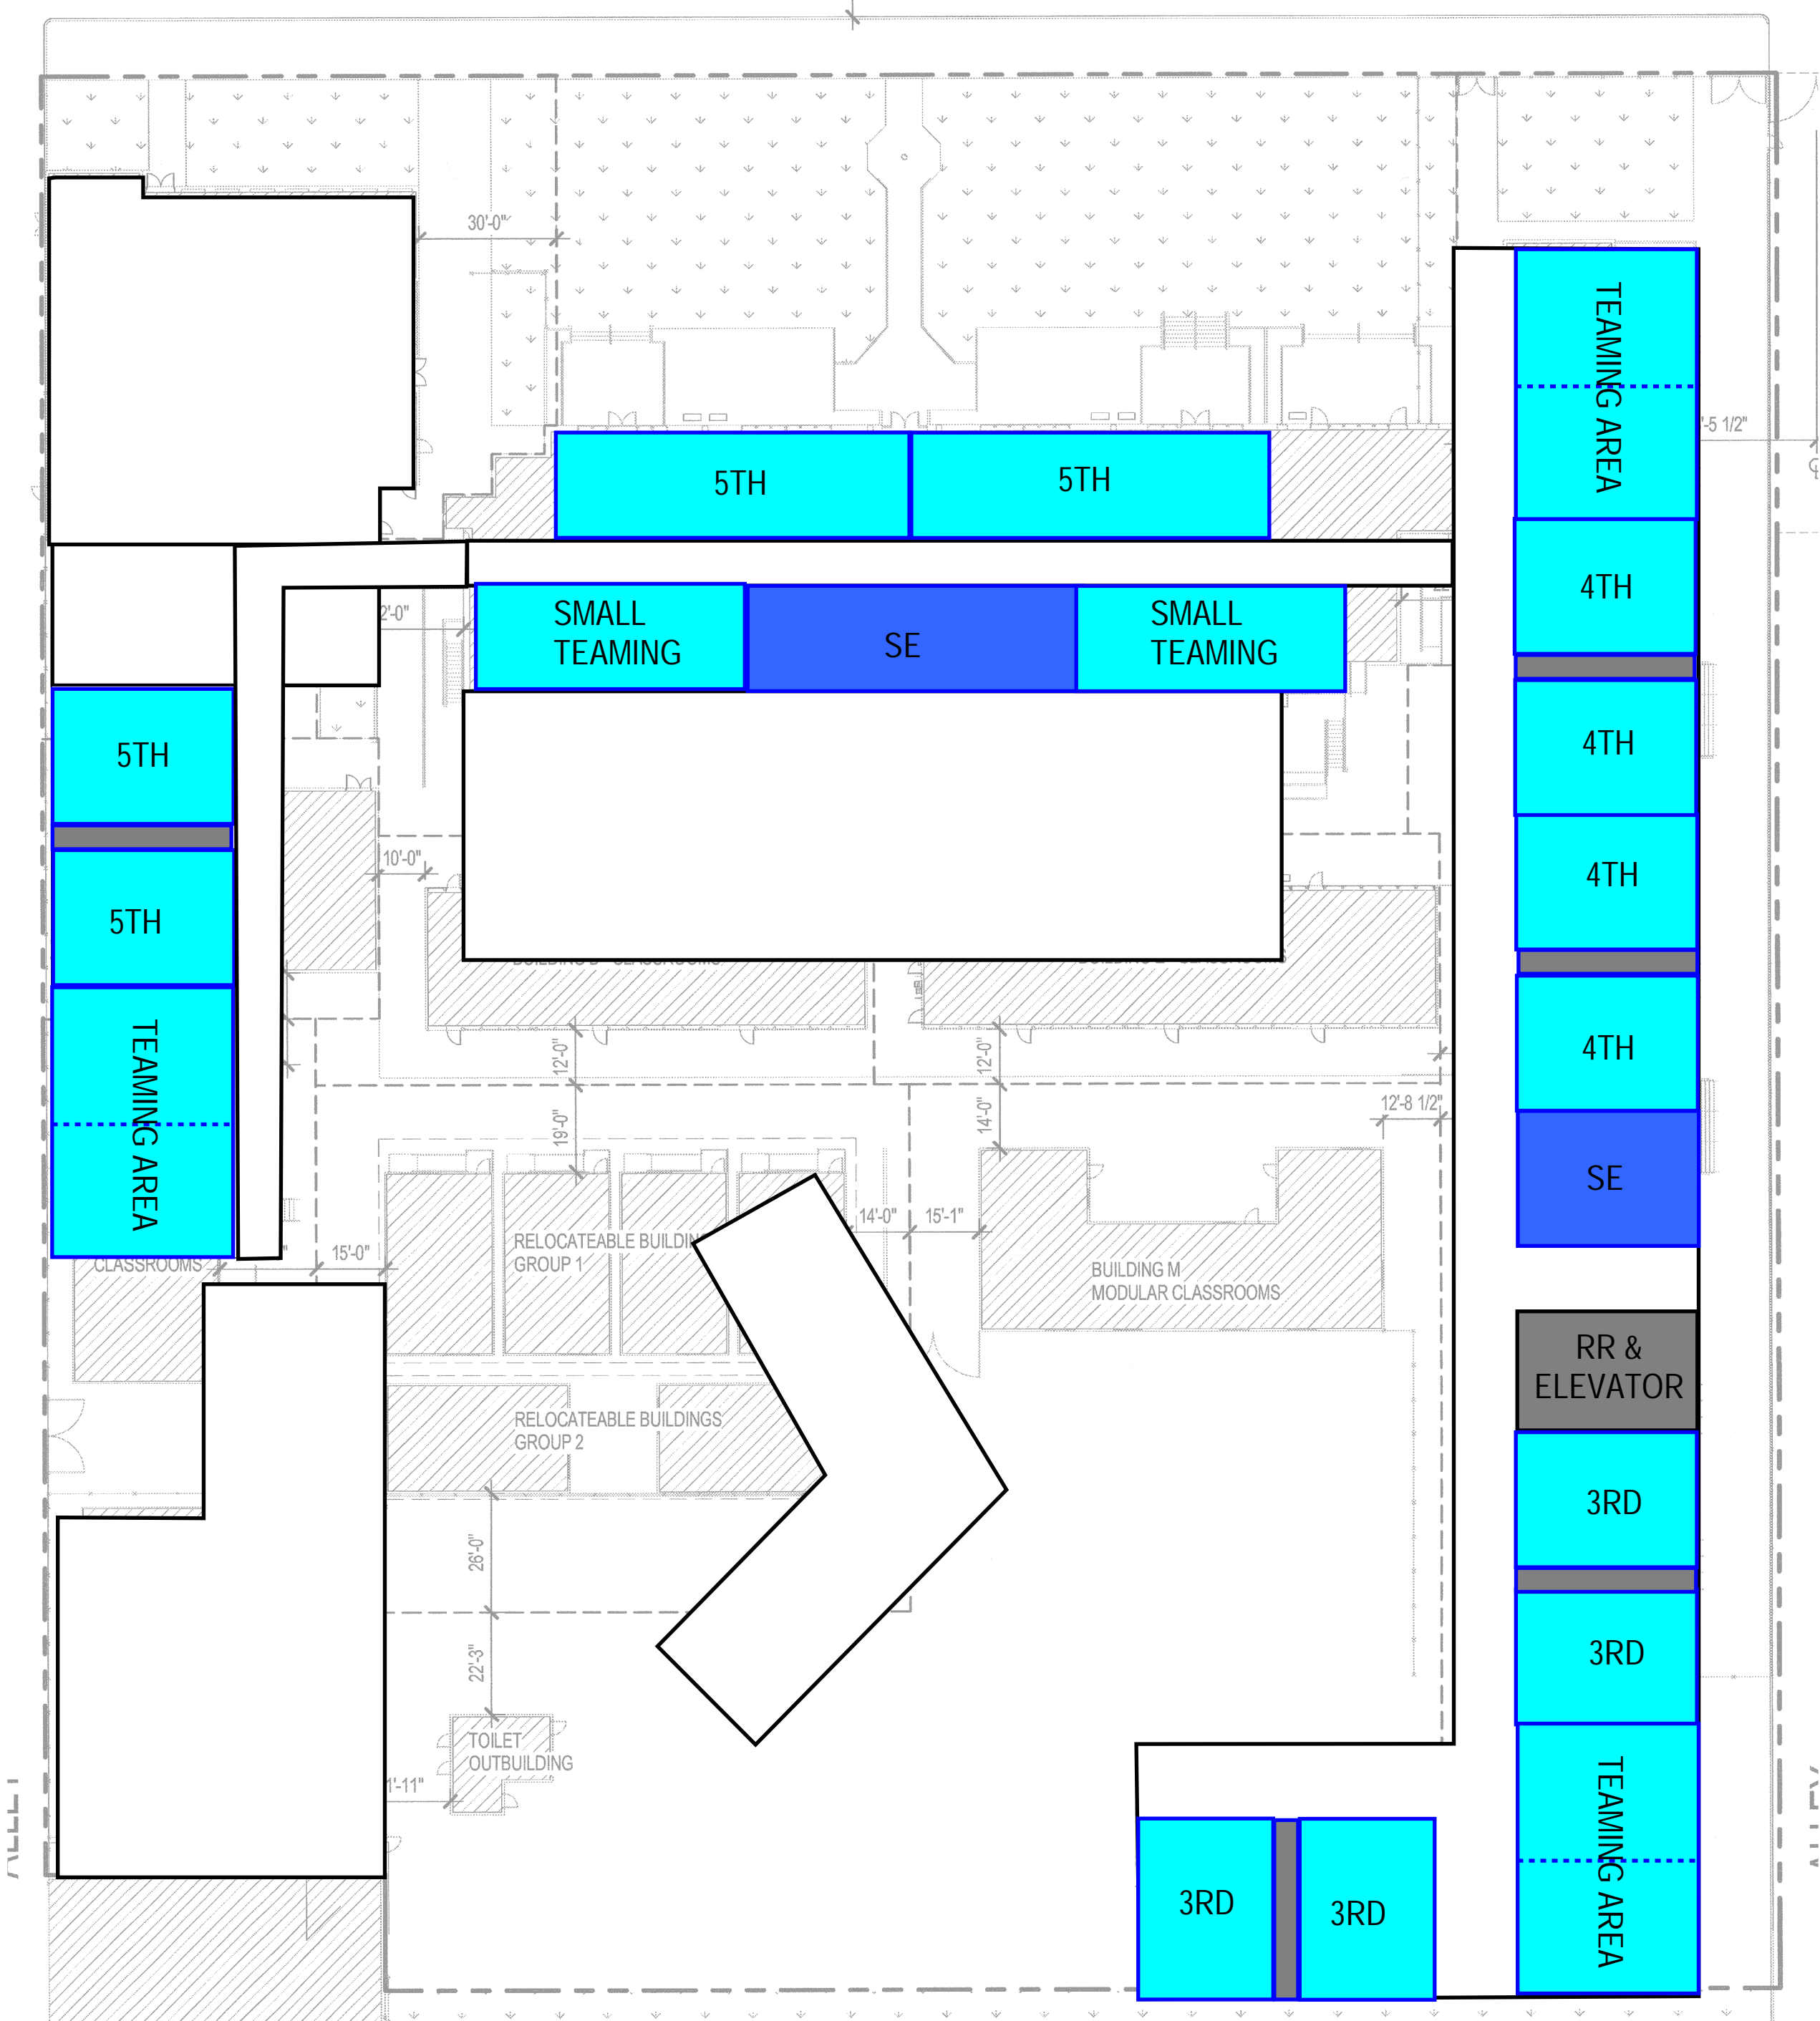 30'-0"
TEAMING AREA
'-5 1/2"
5TH
5TH
4TH
2'-0"
SMALL
TEAMING
SE
SMALL
TEAMING
5TH
4TH
10'-0"
4TH
5TH
12'-0"
12'-0"
4TH
TEAMING AREA
19'-0"
14'-0"
12'-8 1/2"
SE
14'-0"
15'-1"
15'-0"
CLASSROOMS
RELOCATEABLE BUILDIN
GROUP 1
BUILDING M
MODULAR CLASSROOMS
RR &
ELEVATOR
RELOCATEABLE BUILDINGS
GROUP 2
3RD
26'-0"
3RD
22'-3"
TOILET
OUTBUILDING
1'-11"
TEAMING AREA
3RD
3RD